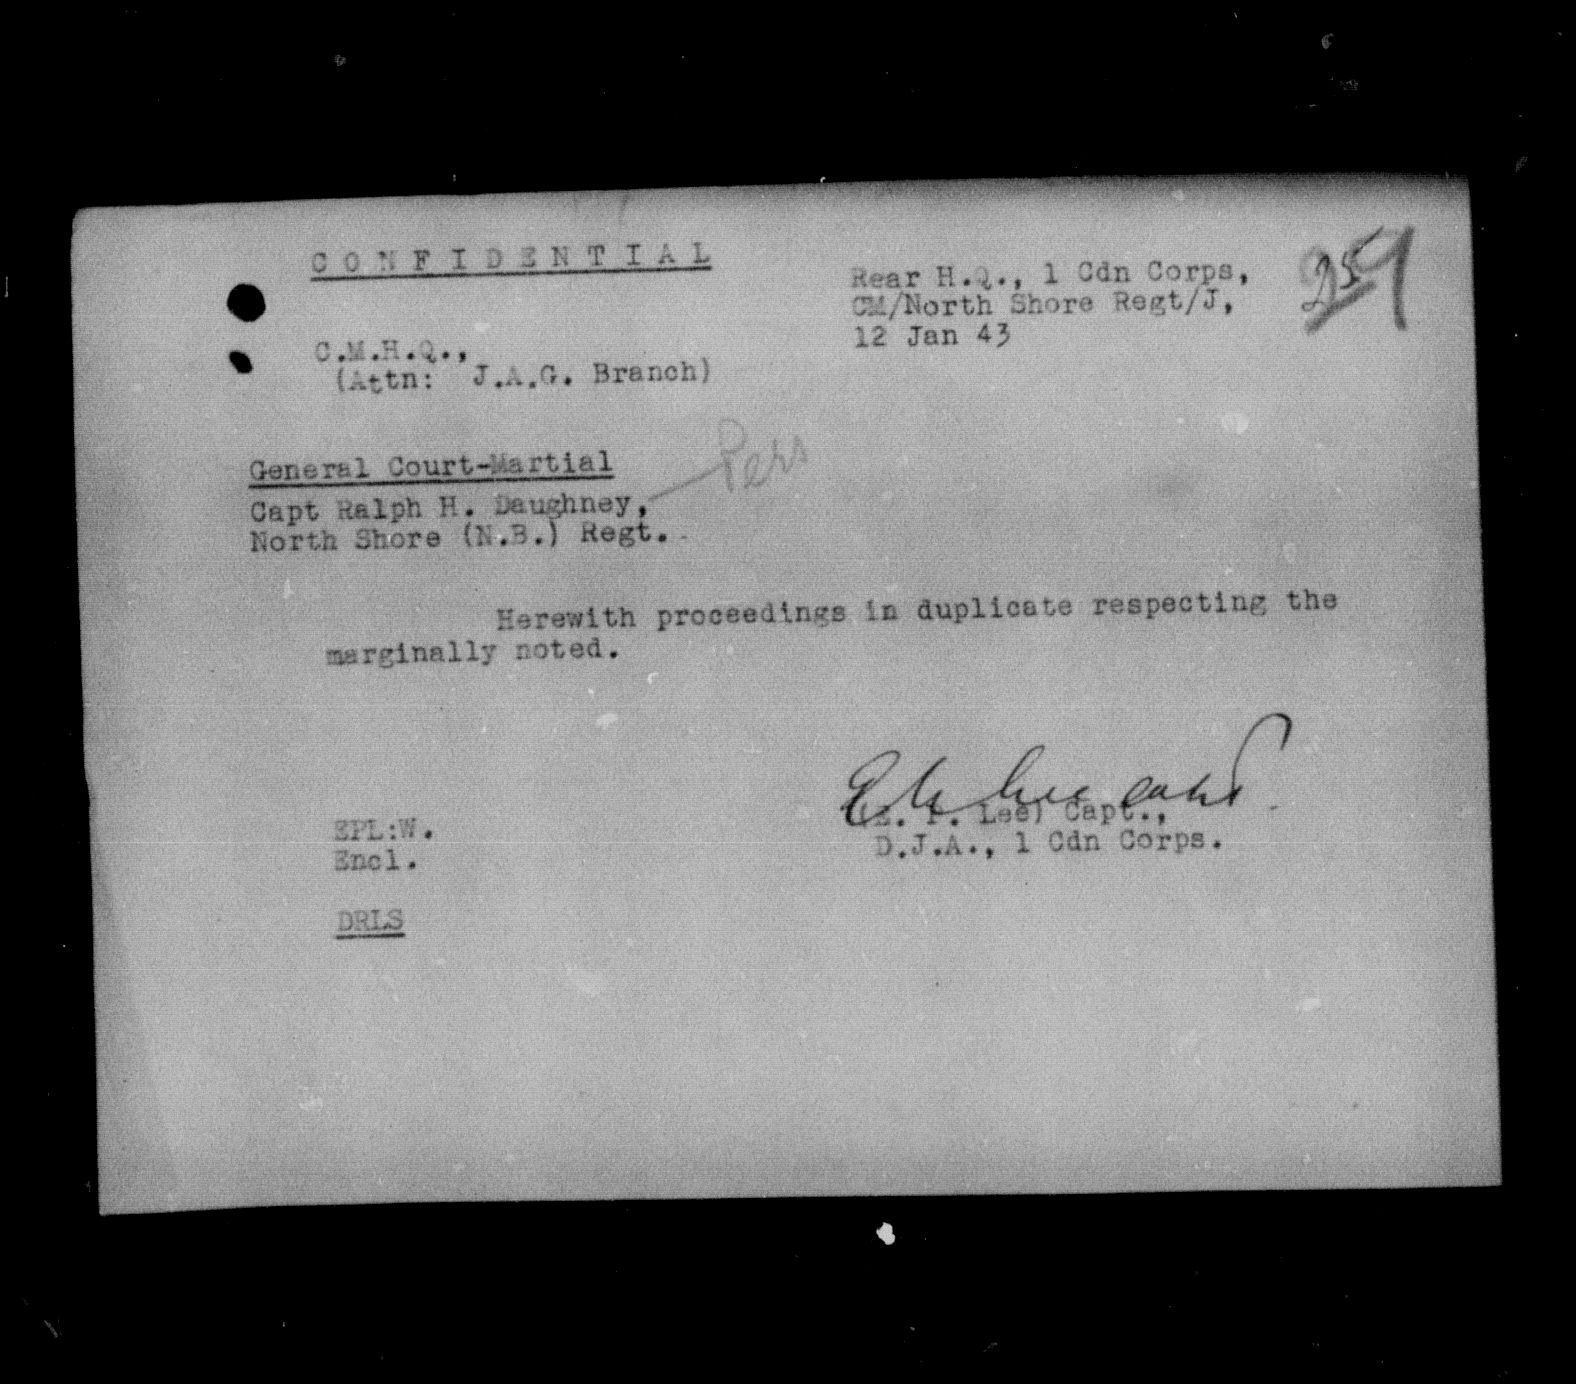 CONFIDENTIAL
Rear H.Q., 1 Cdn Corps,
CM/North Shore Regt/J,
12 Jan 43
C.M.H.Q.,
(Attn: J.A.G. Branch)
Pers
General Court-Martial
Capt Ralph H. Daughney,
North Shore (N.B.) Regt.
Herewith proceedings in duplicate respecting the
marginally noted.
(E. P. Lee) Capt.,
D.J.A., 1 Cdn Corps.
EPL:W.
Encl.
DRLS